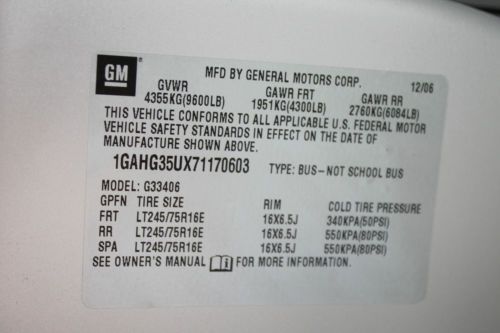 GM
MFD BY GENERAL MOTORS CORP. 12/06
GVWR GAWR FRT GAWR RR
4355KG(9600LB) 1951KG(4300LB) 2760KG(6084LB)
THIS VEHICLE CONFORMS TO ALL APPLICABLE U.S. FEDERAL MOTOR
VEHICLE SAFETY STANDARDS IN EFFECT ON THE DATE OF
MANUFACTURE SHOWN ABOVE.
1GAHG35UX71170603 TYPE: BUS-NOT SCHOOL BUS
MODEL: G33406
GPFN TIRE SIZE RIM COLD TIRE PRESSURE
FRT LT245/75R16E 16X6.5J 340KPA(50PSI)
RR LT245/75R16E 16X6.5J 550KPA(80PSI)
SPA LT245/75R16E 16X6.5J 550KPA(80PSI)
SEE OWNER'S MANUAL FOR MORE INFORMATION.